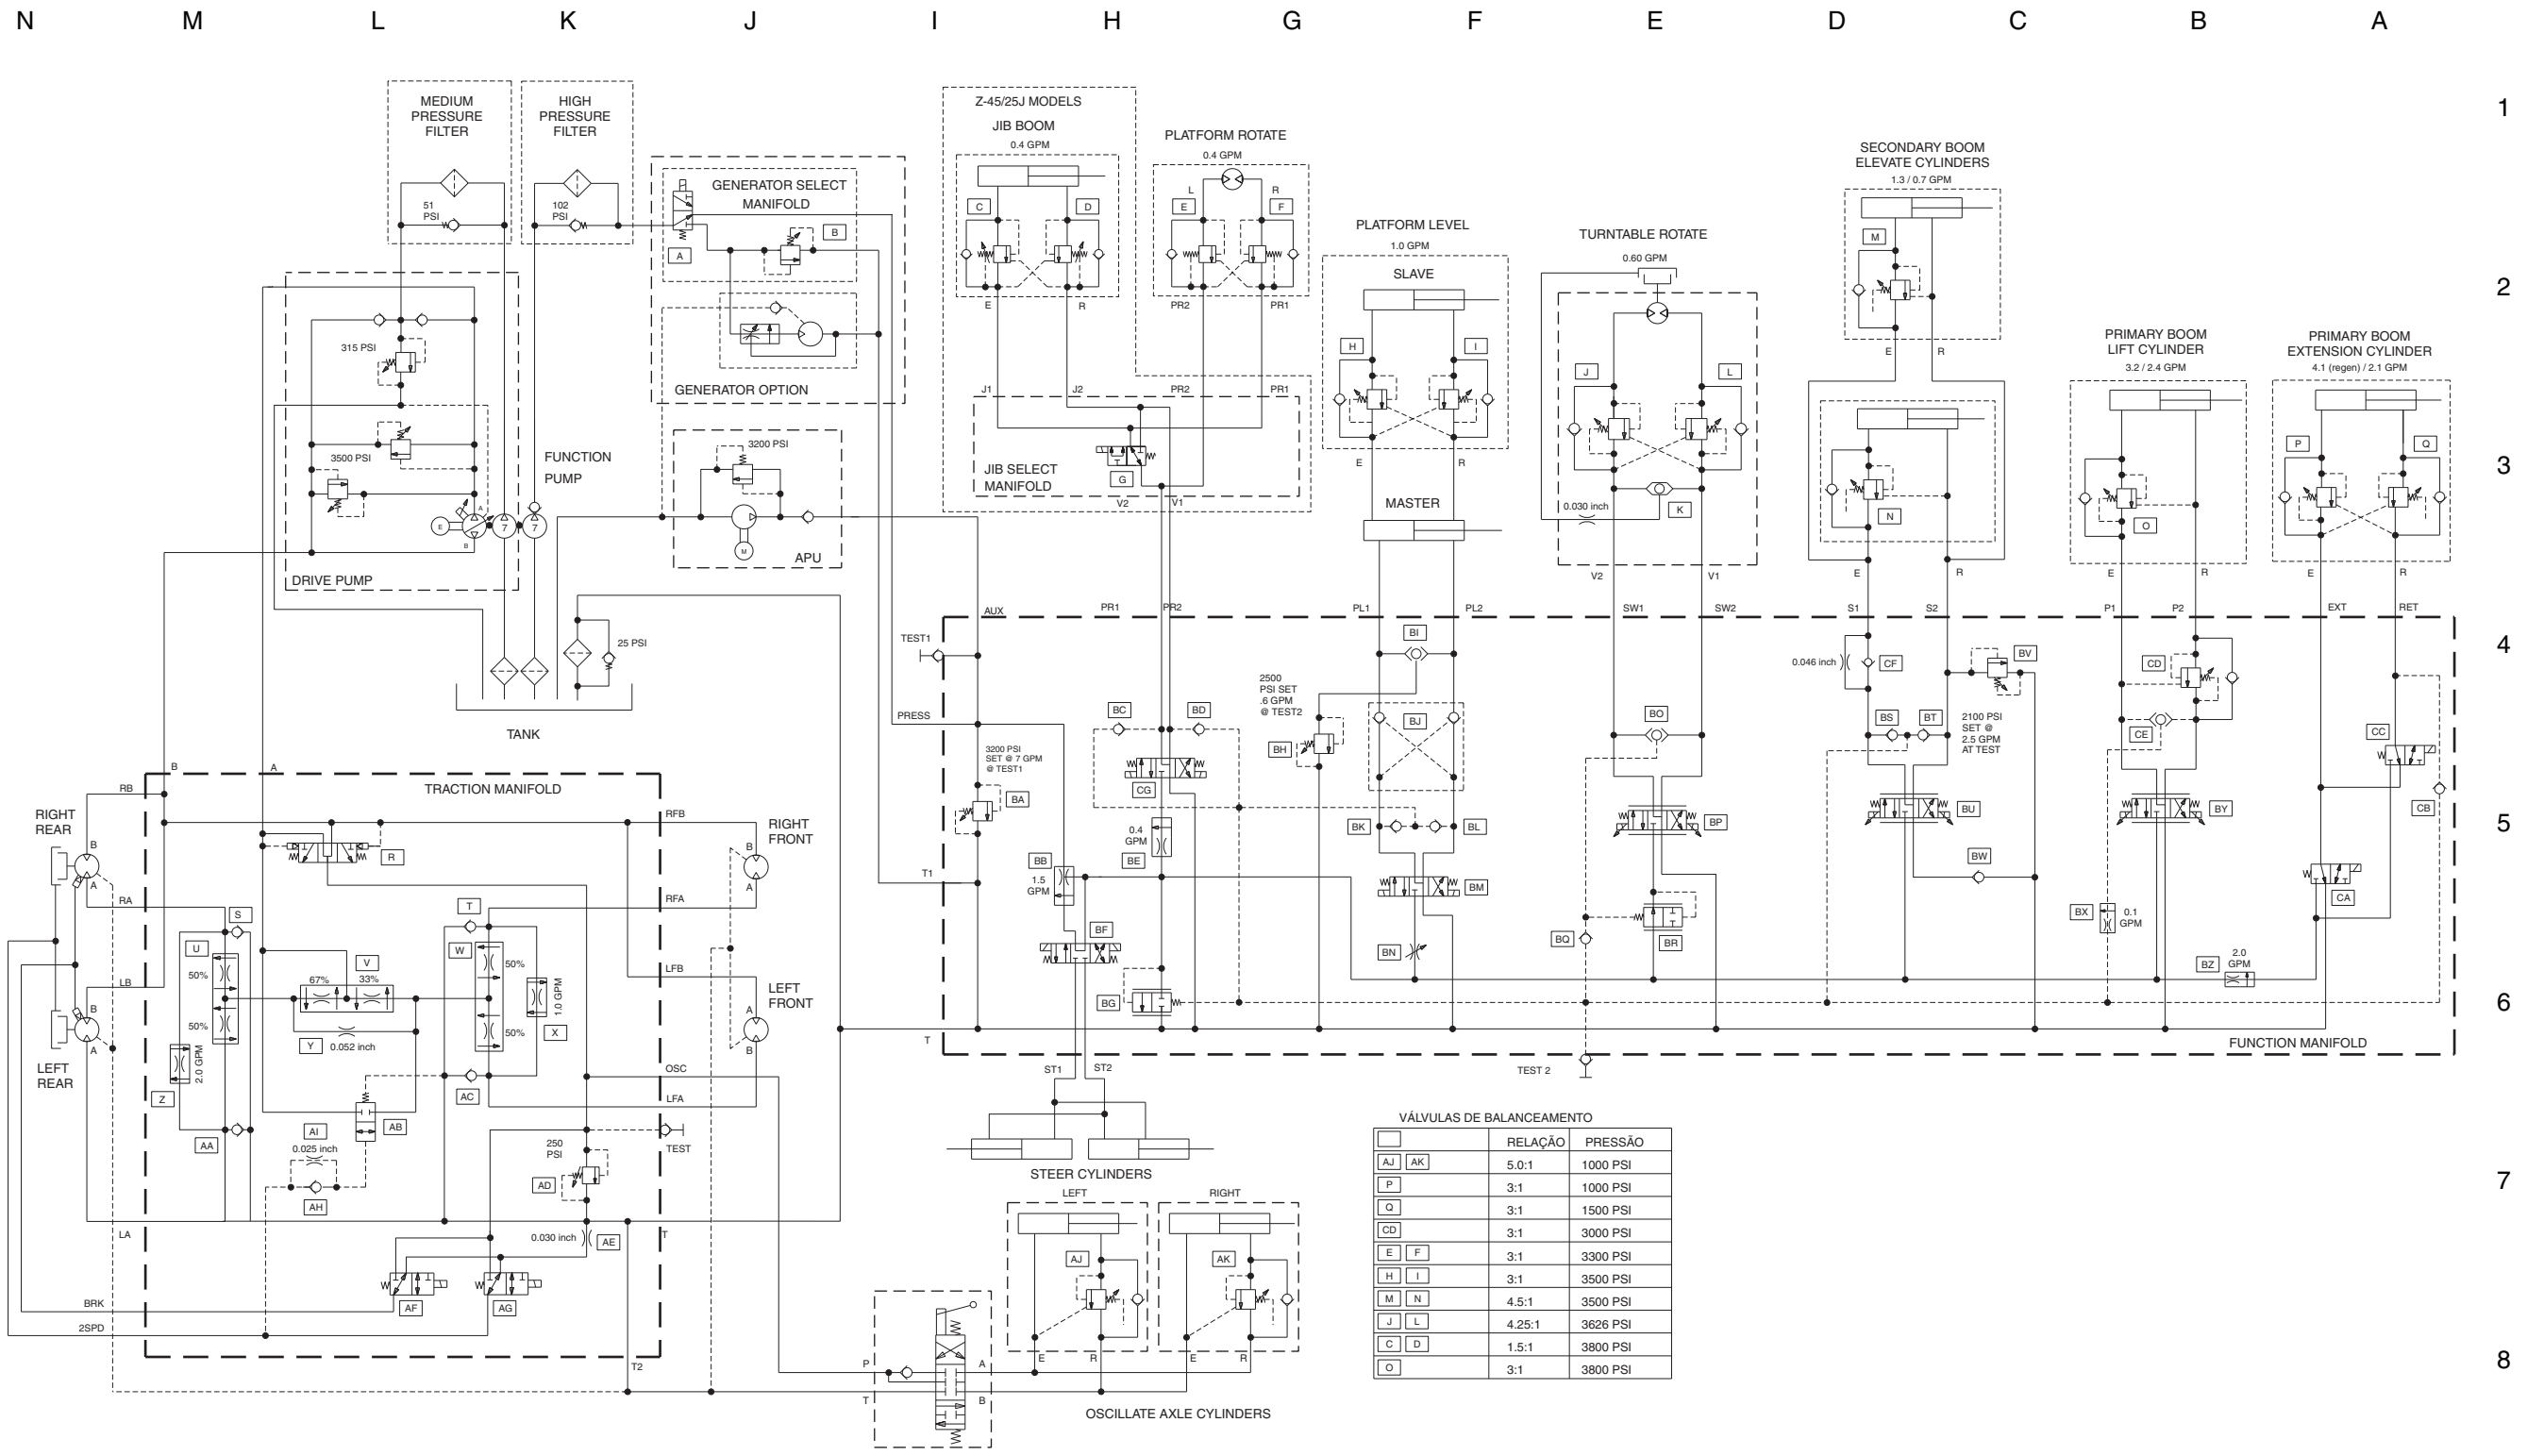 N M L K J I H G F E D C B A
1
2
3
4
5
6
7
8
MEDIUM
PRESSURE
FILTER
51
PSI
HIGH
PRESSURE
FILTER
102
PSI
GENERATOR SELECT
MANIFOLD
A
B
GENERATOR OPTION
315 PSI
3500 PSI
E
A
B
7
7
DRIVE PUMP
FUNCTION
PUMP
3200 PSI
M
APU
25 PSI
TANK
Z-45/25J MODELS
JIB BOOM
0.4 GPM
C
D
E
R
PLATFORM ROTATE
0.4 GPM
L
R
E
F
PR2
PR1
J1
J2
PR2
PR1
JIB SELECT
MANIFOLD
G
V2
V1
PLATFORM LEVEL
1.0 GPM
SLAVE
H
I
E
R
MASTER
TURNTABLE ROTATE
0.60 GPM
J
L
0.030 inch
K
V2
V1
SECONDARY BOOM
ELEVATE CYLINDERS
1.3 / 0.7 GPM
M
E
R
N
E
R
PRIMARY BOOM
LIFT CYLINDER
3.2 / 2.4 GPM
O
E
R
PRIMARY BOOM
EXTENSION CYLINDER
4.1 (regen) / 2.1 GPM
P
Q
E
R
AUX
PR1
PR2
PL1
PL2
SW1
SW2
S1
S2
P1
P2
EXT
RET
TEST1
PRESS
T1
T
3200 PSI
SET @ 7 GPM
@ TEST1
BA
BC
BD
CG
0.4
GPM
BE
BB
1.5
GPM
BF
BG
2500
PSI SET
.6 GPM
@ TEST2
BH
BI
BJ
BK
BL
BM
BN
BO
BP
BQ
BR
0.046 inch
CF
BS
BT
BV
2100 PSI
SET @
2.5 GPM
AT TEST
BU
BW
CD
CE
BY
BX
0.1
GPM
BZ
2.0
GPM
CC
CB
CA
FUNCTION MANIFOLD
TEST 2
ST1
ST2
STEER CYLINDERS
B
A
TRACTION MANIFOLD
RIGHT
REAR
RB
B
A
RA
LB
B
A
LEFT
REAR
LA
BRK
2SPD
R
S
U
50%
50%
2.0 GPM
Z
AA
V
67%
33%
Y
0.052 inch
T
W
50%
50%
1.0 GPM
X
AC
AB
AI
0.025 inch
AH
250
PSI
AD
0.030 inch
AE
AF
AG
RFB
RIGHT
FRONT
B
A
RFA
LFB
LEFT
FRONT
A
B
OSC
LFA
TEST
T
T2
LEFT
AJ
E
R
RIGHT
AK
E
R
P
T
A
B
OSCILLATE AXLE CYLINDERS
VÁLVULAS DE BALANCEAMENTO
RELAÇÃO PRESSÃO
AJ AK 5.0:1 1000 PSI
P 3:1 1000 PSI
Q 3:1 1500 PSI
CD 3:1 3000 PSI
E F 3:1 3300 PSI
H I 3:1 3500 PSI
M N 4.5:1 3500 PSI
J L 4.25:1 3626 PSI
C D 1.5:1 3800 PSI
O 3:1 3800 PSI